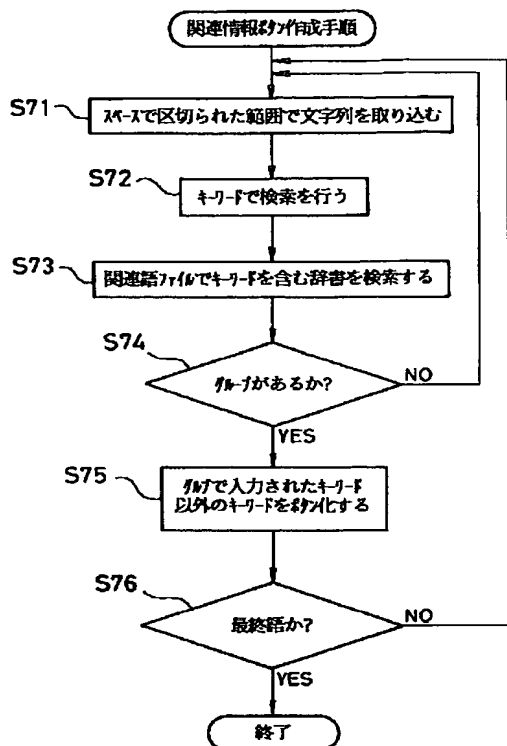 関連情報ボタン作成手順
S71
スペースで区切られた範囲で文字列を取り込む
S72
キーワードで検索を行う
S73
関連語ファイルでキーワードを含む辞書を検索する
S74
グループがあるか?
NO
YES
S75
グループで入力されたキーワード
以外のキーワードをボタン化する
S76
最終語か?
NO
YES
終了